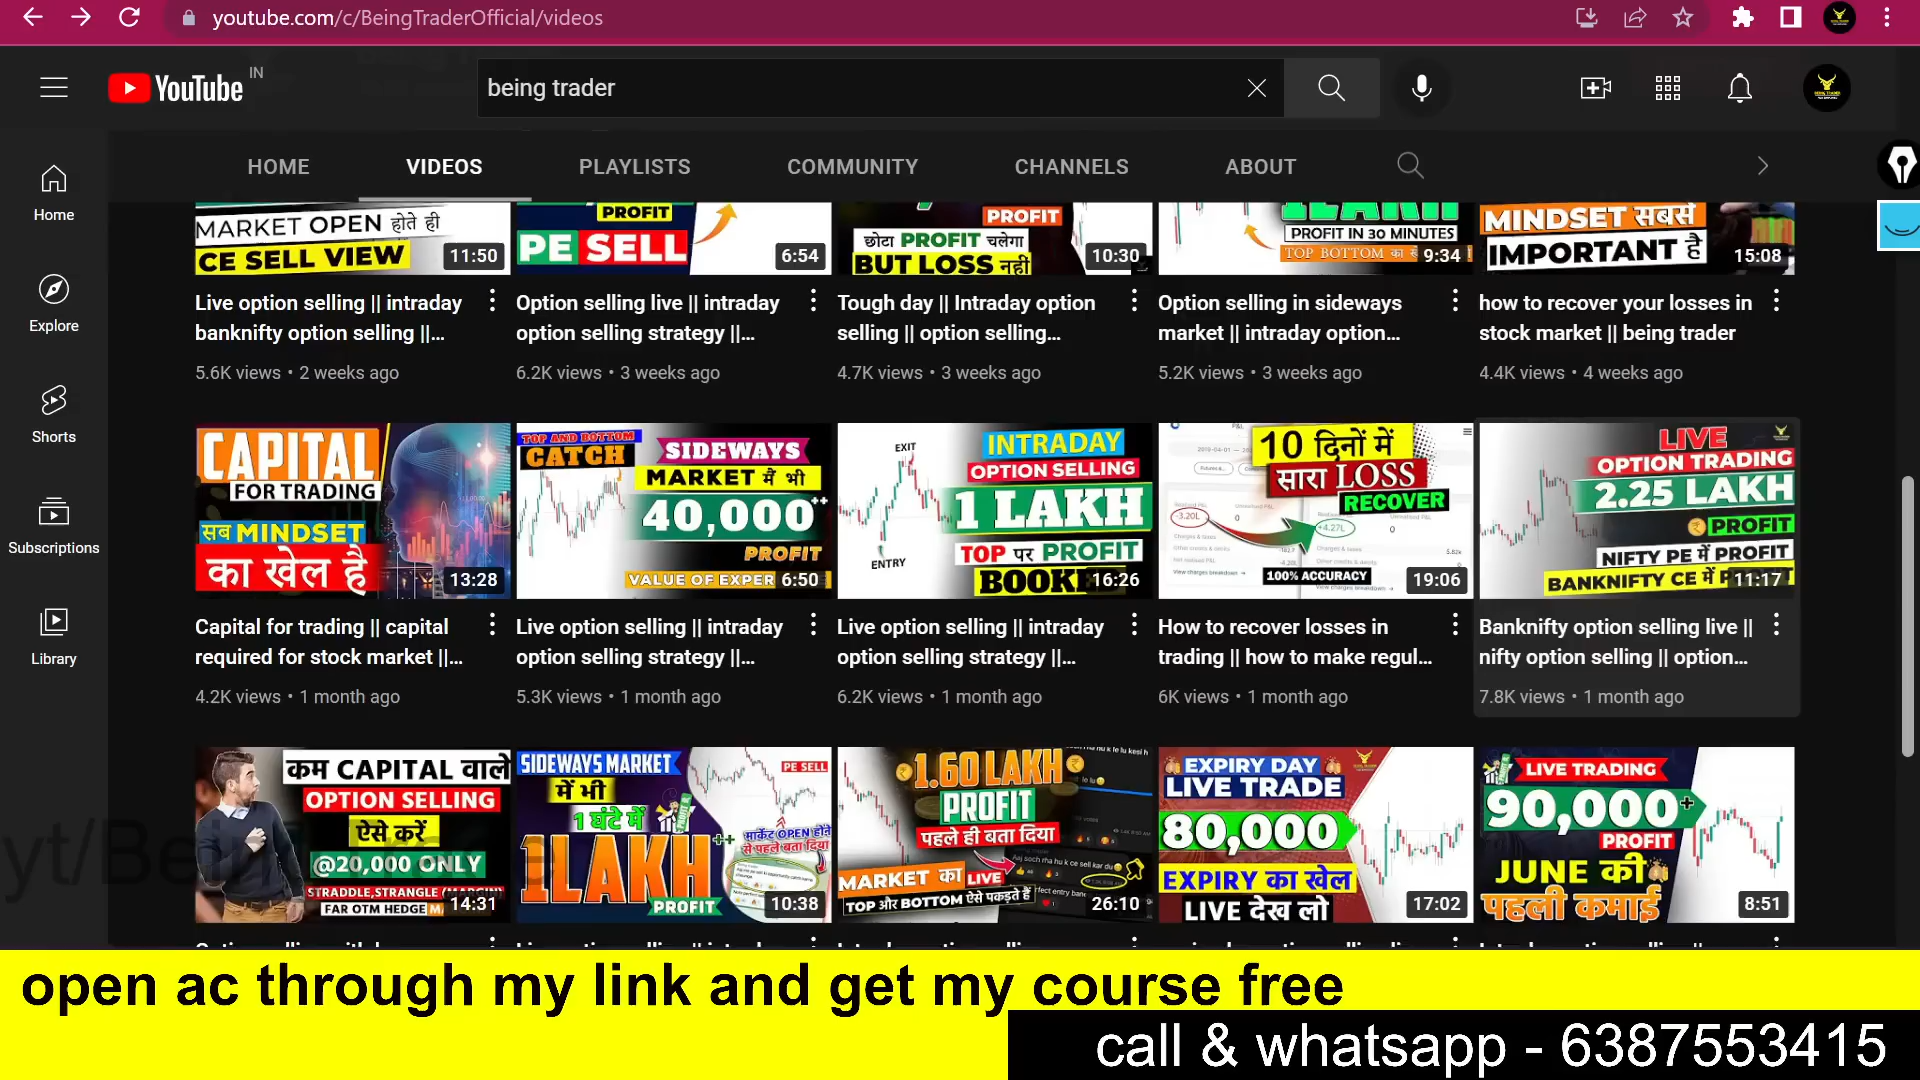 youtube.com/c/BeingTraderOfficial/videos
YouTube IN
being trader
HOME VIDEOS PLAYLISTS COMMUNITY CHANNELS ABOUT
Home
Explore
Shorts
Subscriptions
Library
MARKET OPEN होते ही
CE SELL VIEW
11:50
PROFIT
PE SELL
6:54
PROFIT
छोटा PROFIT चलेगा
BUT LOSS नहीं
10:30
1LAKH
PROFIT IN 30 MINUTES
TOP BOTTOM का
9:34
MINDSET सबसे
IMPORTANT है
15:08
Live option selling || intraday
banknifty option selling ||...
5.6K views • 2 weeks ago
Option selling live || intraday
option selling strategy ||...
6.2K views • 3 weeks ago
Tough day || Intraday option
selling || option selling...
4.7K views • 3 weeks ago
Option selling in sideways
market || intraday option...
5.2K views • 3 weeks ago
how to recover your losses in
stock market || being trader
4.4K views • 4 weeks ago
CAPITAL
FOR TRADING
सब MINDSET
का खेल है
13:28
TOP AND BOTTOM
CATCH
SIDEWAYS
MARKET में भी
40,000++
PROFIT
VALUE OF EXPER
6:50
EXIT
ENTRY
INTRADAY
OPTION SELLING
1 LAKH
TOP पर PROFIT
BOOKE
16:26
10 दिनों में
सारा LOSS
RECOVER
-3.20L
+4.27L
100% ACCURACY
19:06
LIVE
OPTION TRADING
2.25 LAKH
PROFIT
NIFTY PE में PROFIT
BANKNIFTY CE में
11:17
Capital for trading || capital
required for stock market ||...
4.2K views • 1 month ago
Live option selling || intraday
option selling strategy ||...
5.3K views • 1 month ago
Live option selling || intraday
option selling strategy ||...
6.2K views • 1 month ago
How to recover losses in
trading || how to make regul...
6K views • 1 month ago
Banknifty option selling live ||
nifty option selling || option...
7.8K views • 1 month ago
कम CAPITAL वाले
OPTION SELLING
ऐसे करें
@20,000 ONLY
STRADDLE,STRANGLE (MARGIN)
FAR OTM HEDGE
14:31
SIDEWAYS MARKET
में भी
1 घंटे में
1LAKH++
PROFIT
PE SELL
मार्केट OPEN होने
से पहले बता दिया
10:38
1.60 LAKH
PROFIT
पहले ही बता दिया
MARKET का LIVE
TOP और BOTTOM ऐसे पकड़ते हैं
26:10
EXPIRY DAY
LIVE TRADE
80,000
EXPIRY का खेल
LIVE देख लो
17:02
LIVE TRADING
90,000+
PROFIT
JUNE की
पहली कमाई
8:51
open ac through my link and get my course free
call & whatsapp - 6387553415